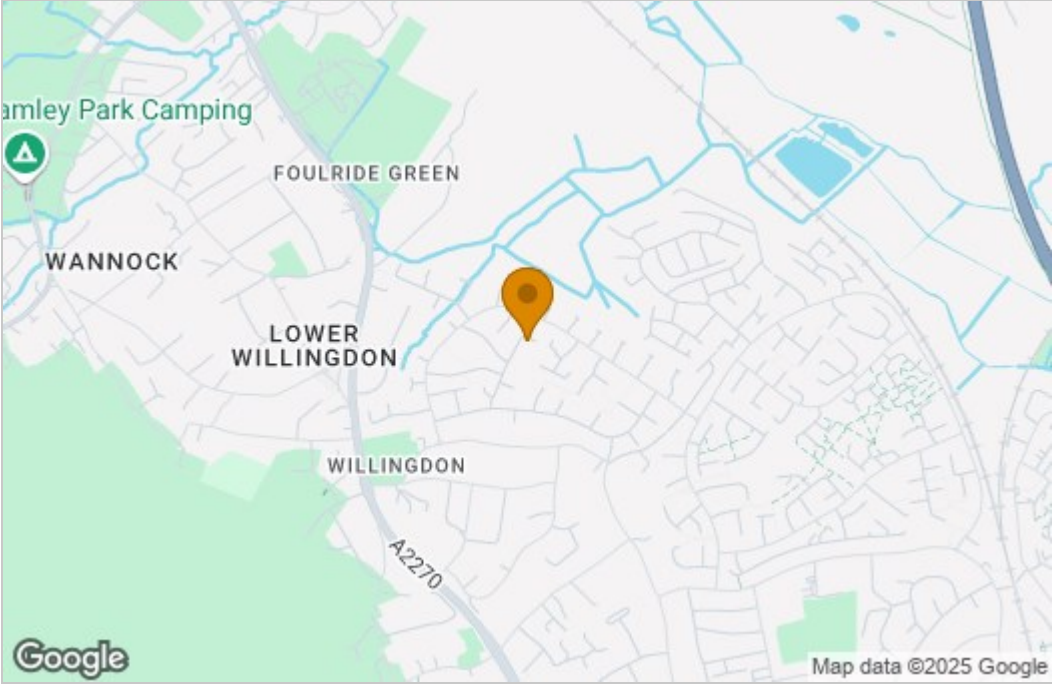 amley Park Camping
FOULRIDE GREEN
WANNOCK
LOWER
WILLINGDON
WILLINGDON
A2270
Google
Map data ©2025 Google